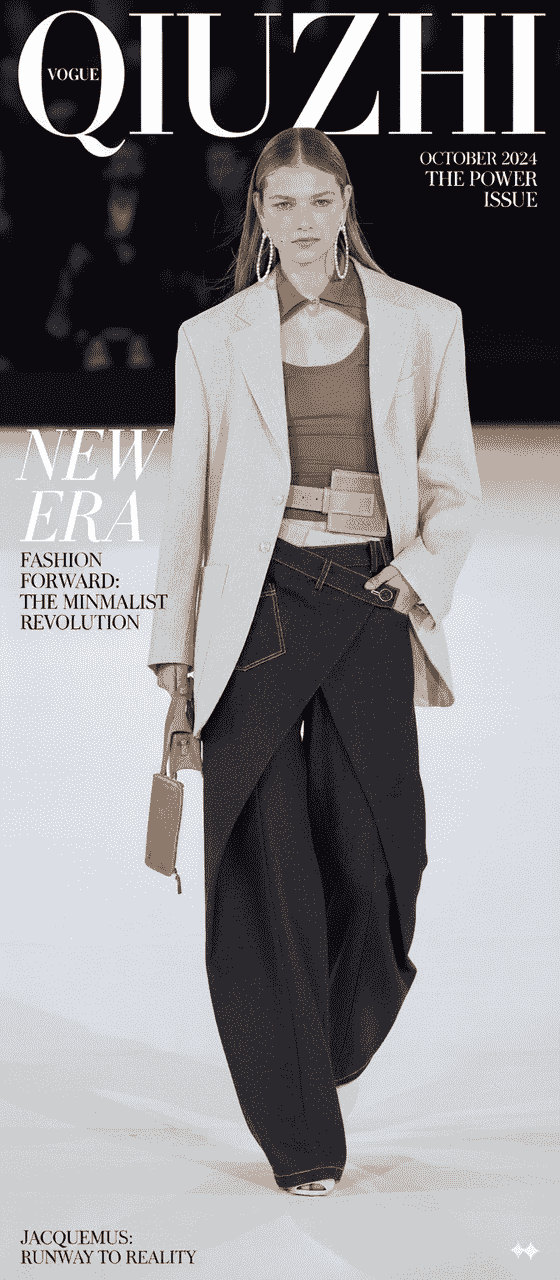 QIUZHI
VOGUE
OCTOBER 2024
THE POWER
ISSUE
NEW
ERA
FASHION
FORWARD:
THE MINMALIST
REVOLUTION
JACQUEMUS:
RUNWAY TO REALITY